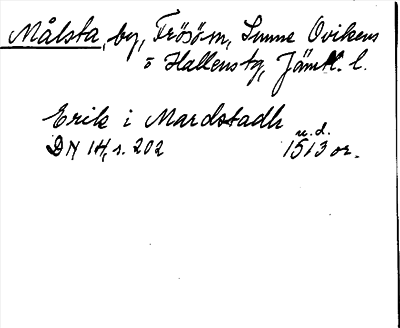 Målsta, by, Frösö sn, Sunne Ovikens
o Hallens tg, Jämtl. l.
Erik i Mardstadh
u. d.
DN 14, s. 202 1513 or.